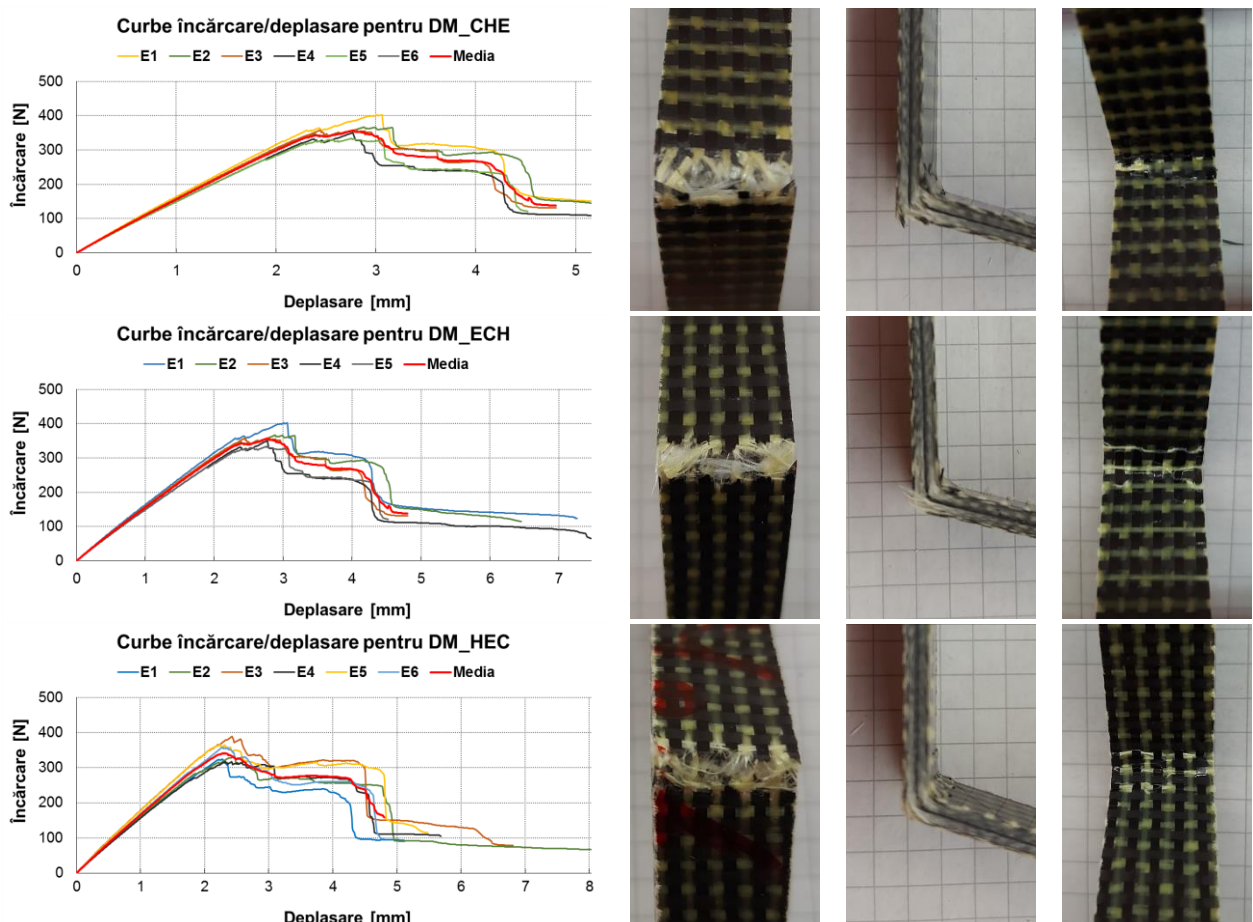 Curbe încărcare/deplasare pentru DM_CHE
E1 E2 E3 E4 E5 E6 Media
Încărcare [N]
500
400
300
200
100
0
0 1 2 3 4 5
Deplasare [mm]
Curbe încărcare/deplasare pentru DM_ECH
E1 E2 E3 E4 E5 Media
Încărcare [N]
500
400
300
200
100
0
0 1 2 3 4 5 6 7
Deplasare [mm]
Curbe încărcare/deplasare pentru DM_HEC
E1 E2 E3 E4 E5 E6 Media
Încărcare [N]
500
400
300
200
100
0
0 1 2 3 4 5 6 7 8
Deplasare [mm]